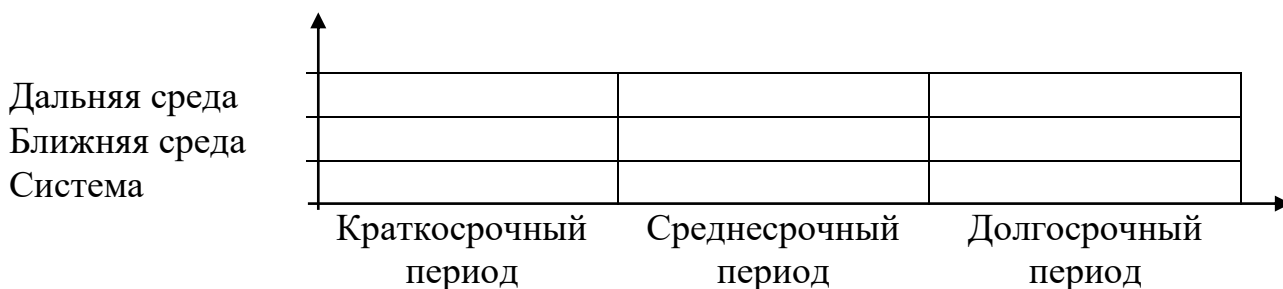 Дальняя среда
Ближняя среда
Система
Краткосрочный период
Среднесрочный период
Долгосрочный период